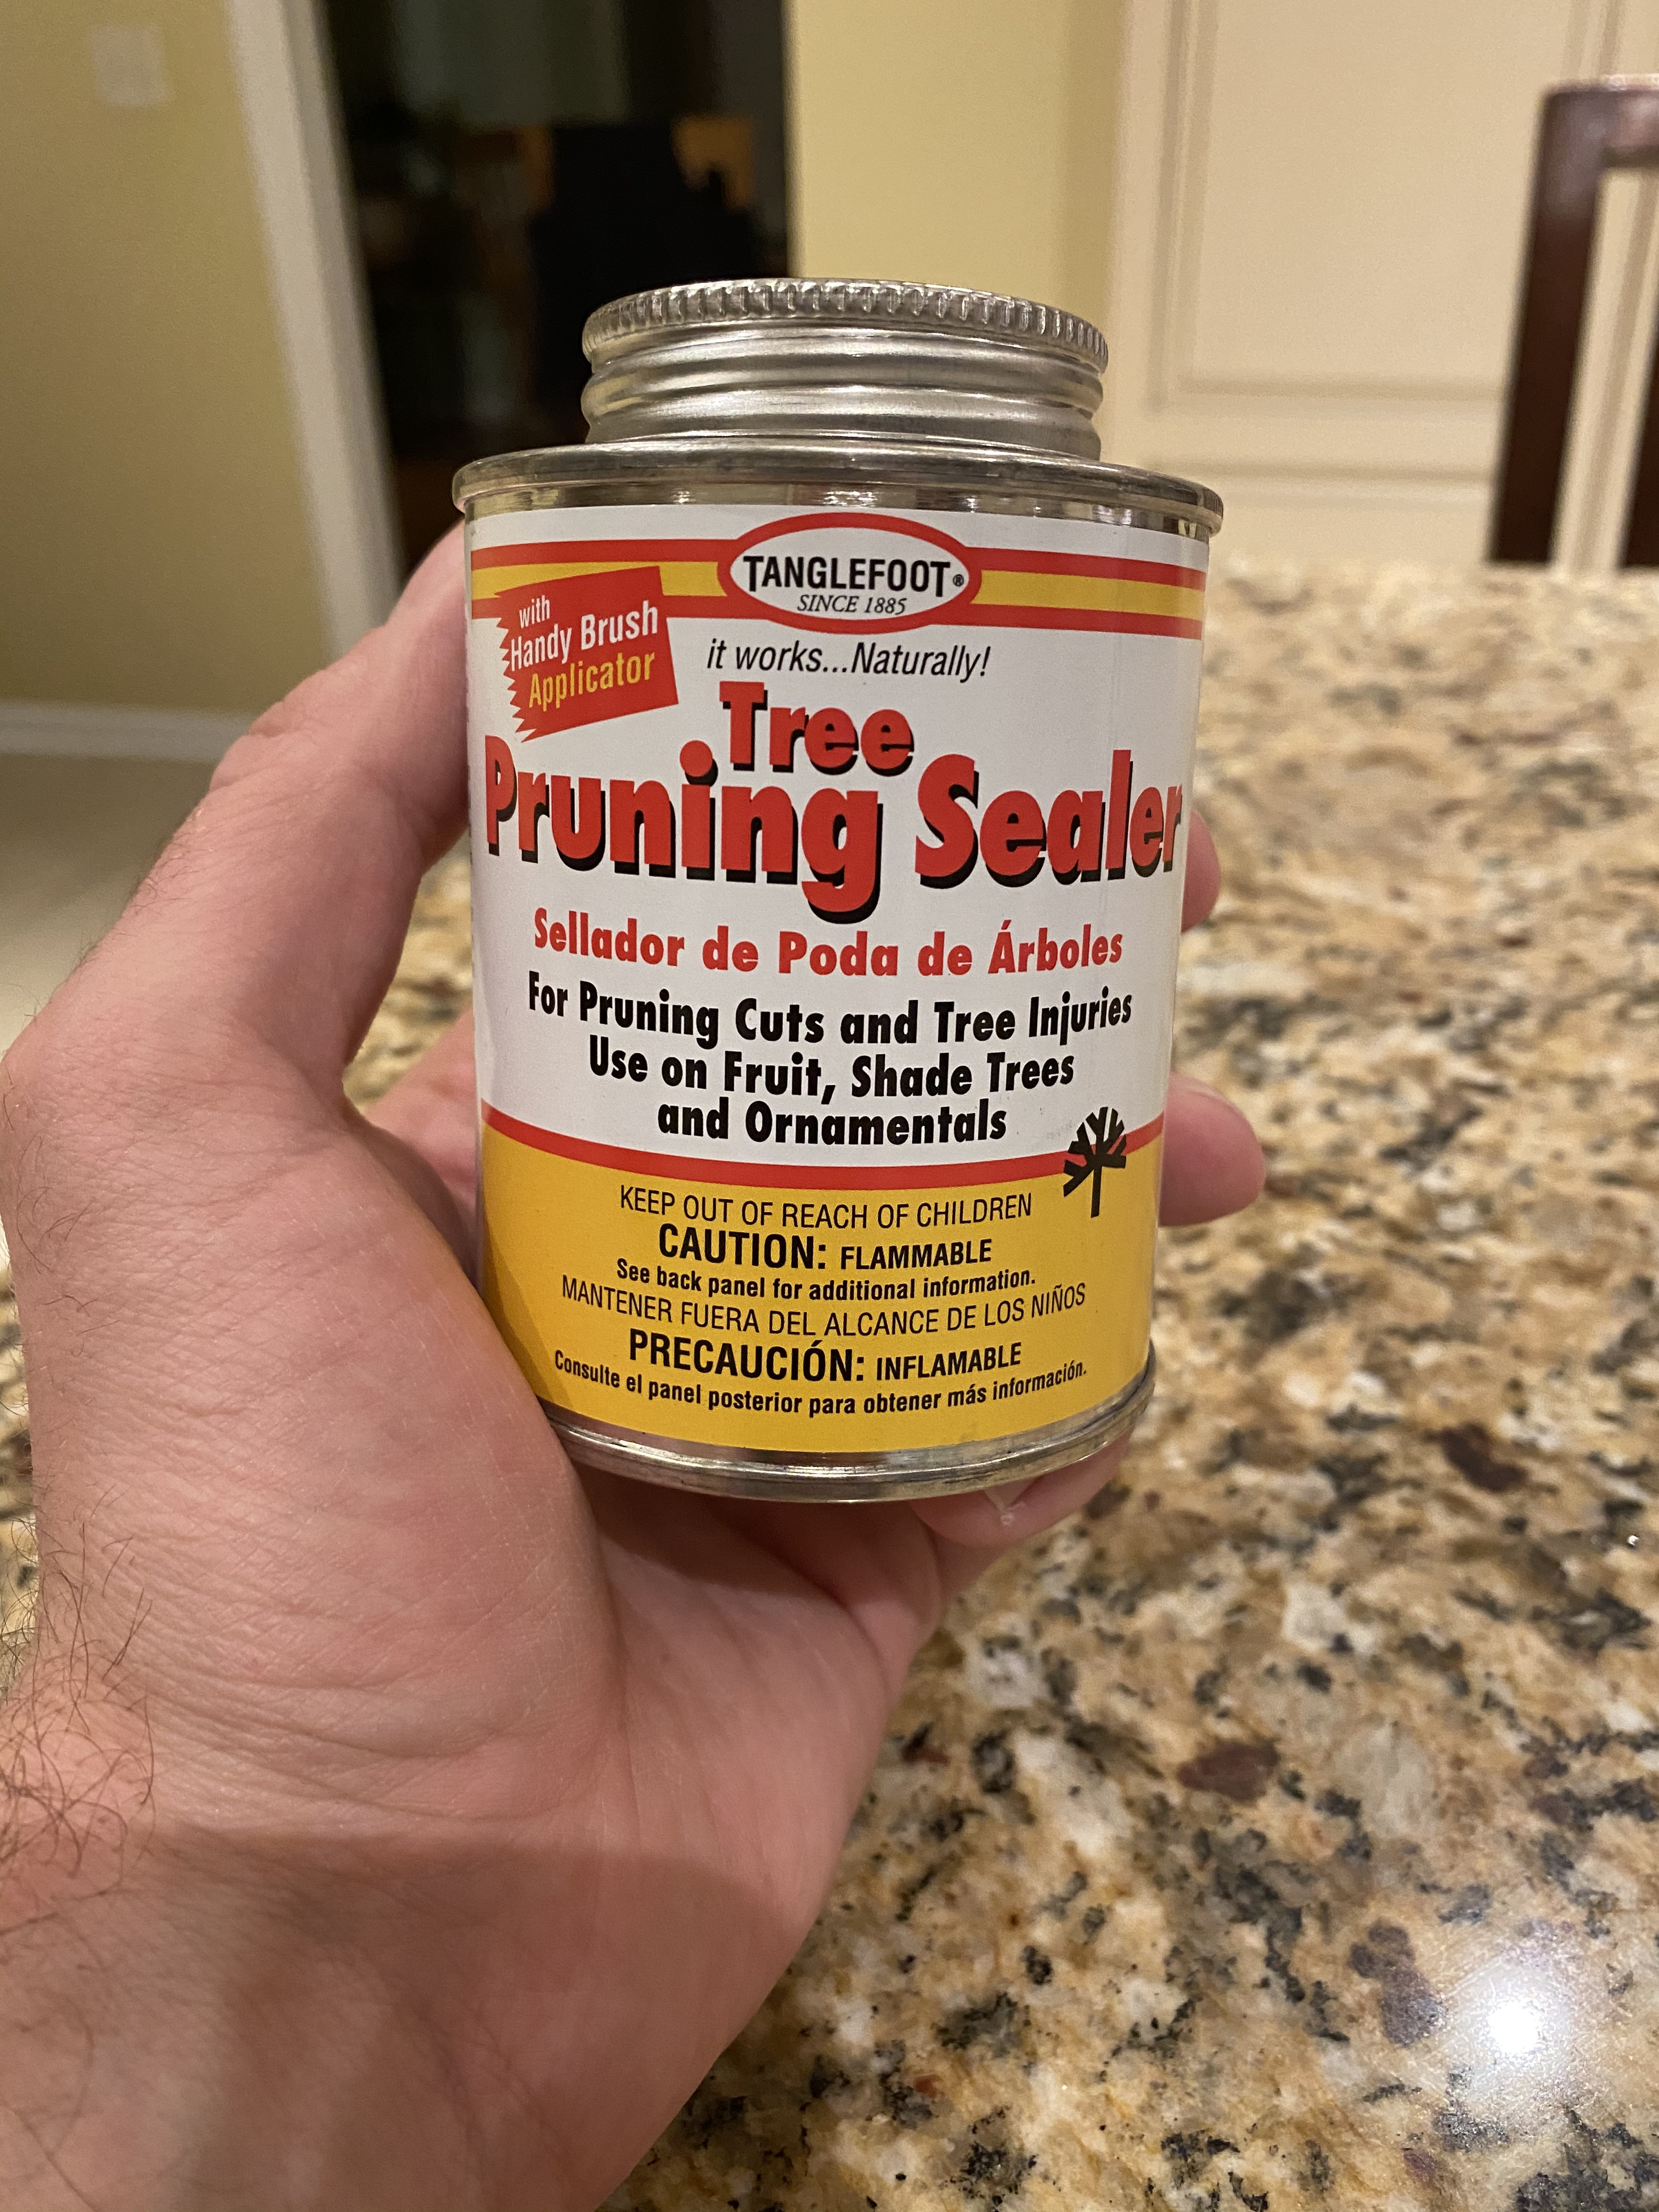 TANGLEFOOT®
SINCE 1885
with
Handy Brush
Applicator
it works...Naturally!
Tree
Pruning Sealer
Sellador de Poda de Árboles
For Pruning Cuts and Tree Injuries
Use on Fruit, Shade Trees
and Ornamentals
KEEP OUT OF REACH OF CHILDREN
CAUTION: FLAMMABLE
See back panel for additional information.
MANTENER FUERA DEL ALCANCE DE LOS NIÑOS
PRECAUCIÓN: INFLAMABLE
Consulte el panel posterior para obtener más información.